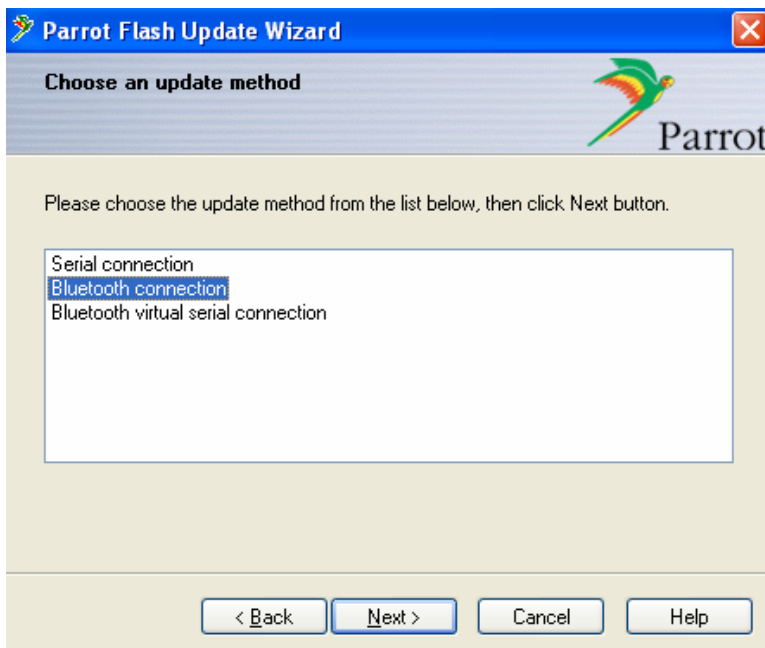 Parrot Flash Update Wizard
Choose an update method
Parrot
Please choose the update method from the list below, then click Next button.
Serial connection
Bluetooth connection
Bluetooth virtual serial connection
< Back Next > Cancel Help